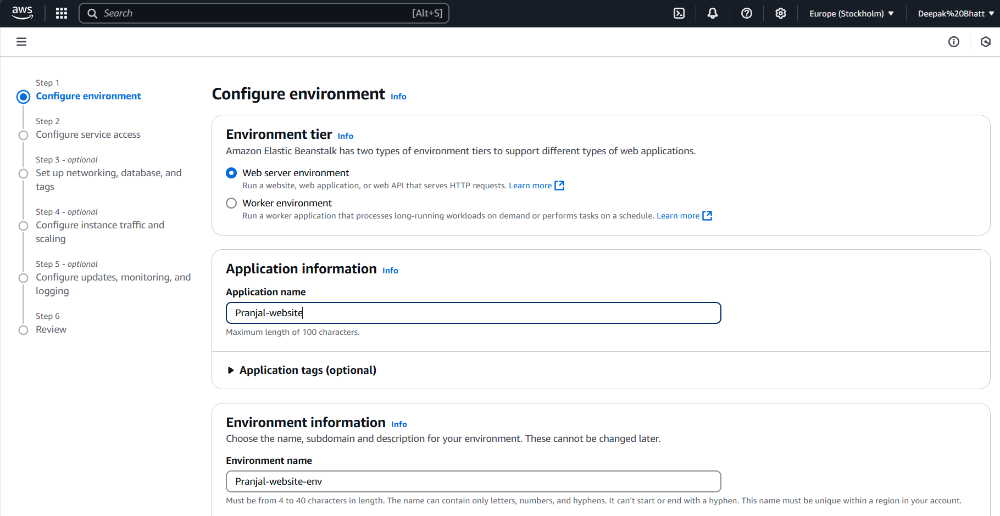 aws
Search [Alt+S]
Europe (Stockholm)
Deepak%20Bhatt
Step 1
Configure environment
Step 2
Configure service access
Step 3 - optional
Set up networking, database, and
tags
Step 4 - optional
Configure instance traffic and
scaling
Step 5 - optional
Configure updates, monitoring, and
logging
Step 6
Review
Configure environment Info
Environment tier Info
Amazon Elastic Beanstalk has two types of environment tiers to support different types of web applications.
Web server environment
Run a website, web application, or web API that serves HTTP requests. Learn more
Worker environment
Run a worker application that processes long-running workloads on demand or performs tasks on a schedule. Learn more
Application information Info
Application name
Pranjal-website
Maximum length of 100 characters.
Application tags (optional)
Environment information Info
Choose the name, subdomain and description for your environment. These cannot be changed later.
Environment name
Pranjal-website-env
Must be from 4 to 40 characters in length. The name can contain only letters, numbers, and hyphens. It can't start or end with a hyphen. This name must be unique within a region in your account.